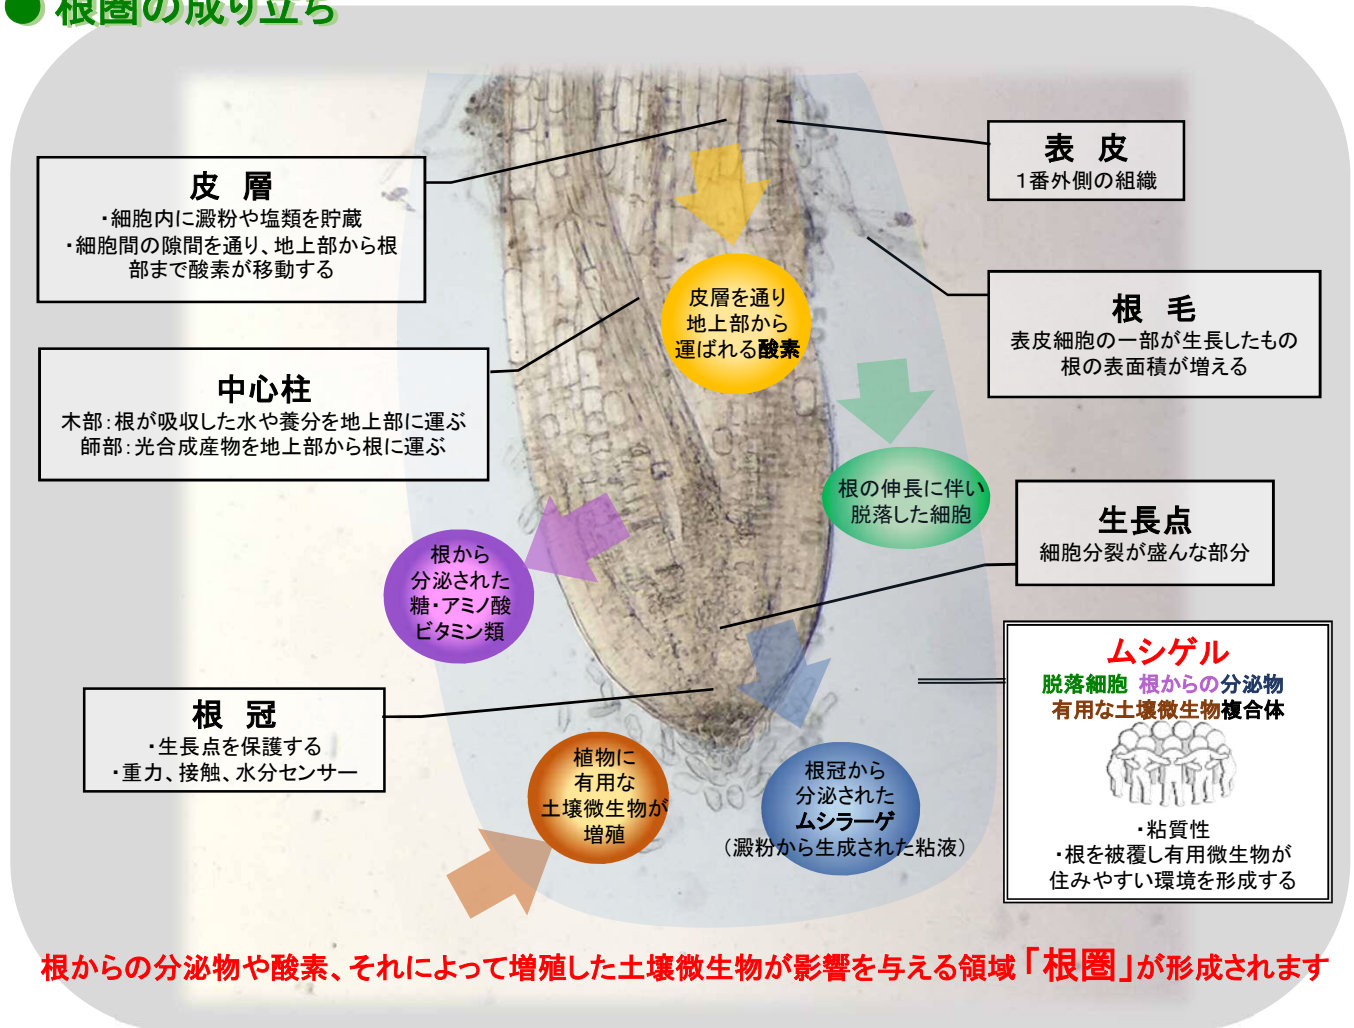 ● 根圏の成り立ち
皮 層
・細胞内に澱粉や塩類を貯蔵
・細胞間の隙間を通り、地上部から根
部まで酸素が移動する
表 皮
1番外側の組織
根 毛
表皮細胞の一部が生長したもの
根の表面積が増える
皮層を通り
地上部から
運ばれる酸素
中心柱
木部：根が吸収した水や養分を地上部に運ぶ
師部：光合成産物を地上部から根に運ぶ
根の伸長に伴い
脱落した細胞
生長点
細胞分裂が盛んな部分
根から
分泌された
糖・アミノ酸
ビタミン類
ムシゲル
脱落細胞 根からの分泌物
有用な土壌微生物複合体
・粘質性
・根を被覆し有用微生物が
住みやすい環境を形成する
根 冠
・生長点を保護する
・重力、接触、水分センサー
植物に
有用な
土壌微生物が
増殖
根冠から
分泌された
ムシラーゲ
（澱粉から生成された粘液）
根からの分泌物や酸素、それによって増殖した土壌微生物が影響を与える領域「根圏」が形成されます